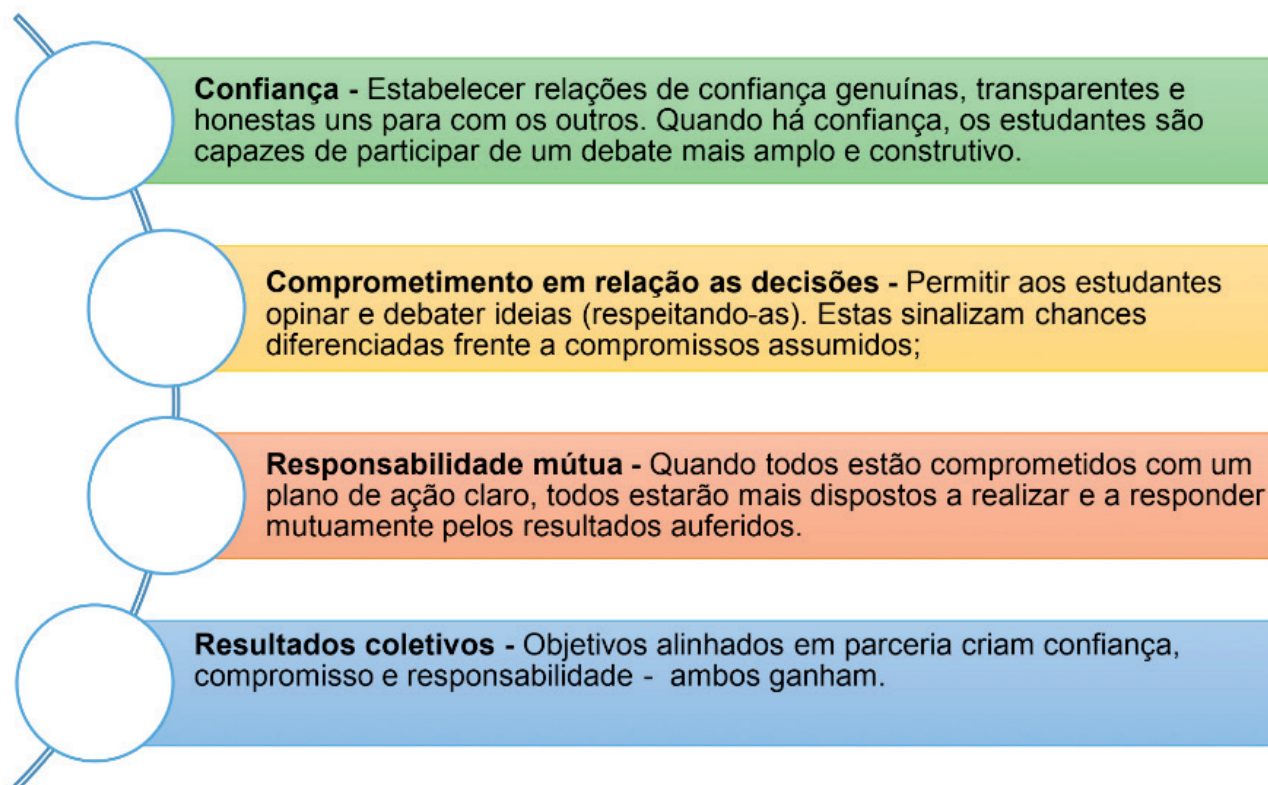 Confiança - Estabelecer relações de confiança genuínas, transparentes e
honestas uns para com os outros. Quando há confiança, os estudantes são
capazes de participar de um debate mais amplo e construtivo.
Comprometimento em relação as decisões - Permitir aos estudantes
opinar e debater ideias (respeitando-as). Estas sinalizam chances
diferenciadas frente a compromissos assumidos;
Responsabilidade mútua - Quando todos estão comprometidos com um
plano de ação claro, todos estarão mais dispostos a realizar e a responder
mutuamente pelos resultados auferidos.
Resultados coletivos - Objetivos alinhados em parceria criam confiança,
compromisso e responsabilidade - ambos ganham.